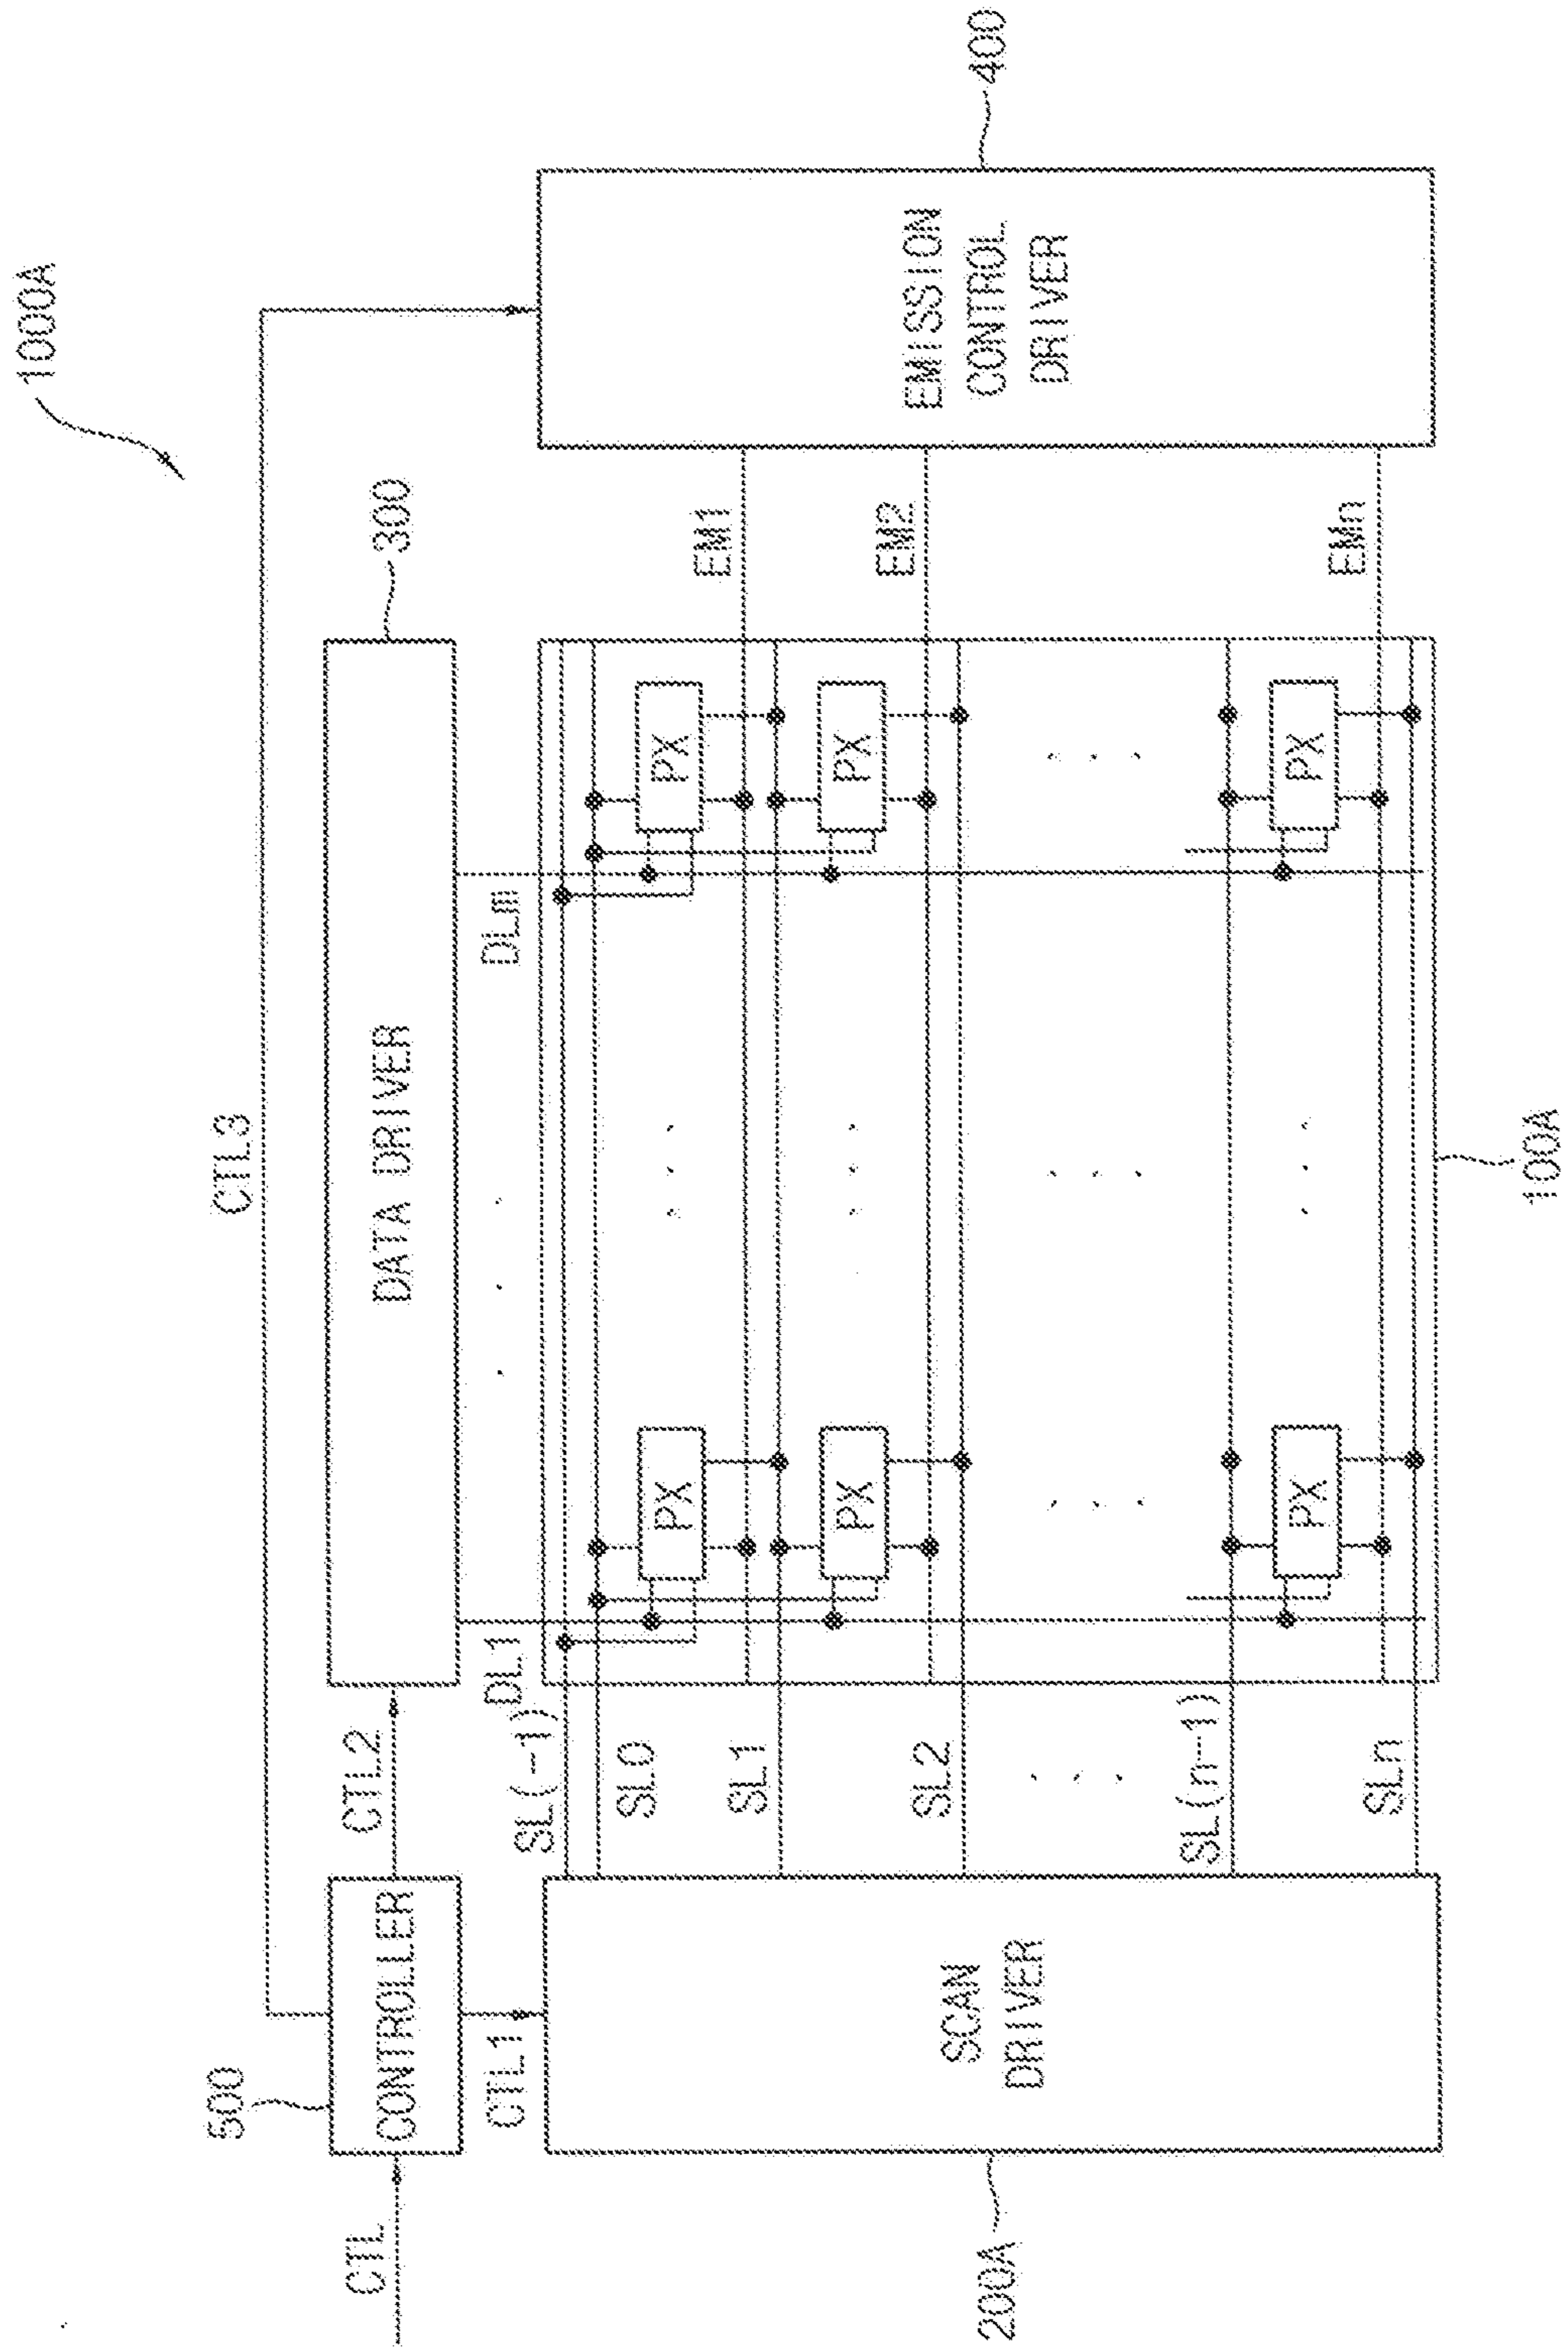 1000A
CTL3
500
CTL
CONTROLLER
CTL2
DATA DRIVER
300
CTL1
DL1
DLm
SL(-1)
SL0
SL1
SL2
SL(n-1)
SLn
SCAN
DRIVER
200A
PX
PX
PX
PX
PX
PX
EM1
EM2
EMn
EMISSION
CONTROL
DRIVER
400
100A